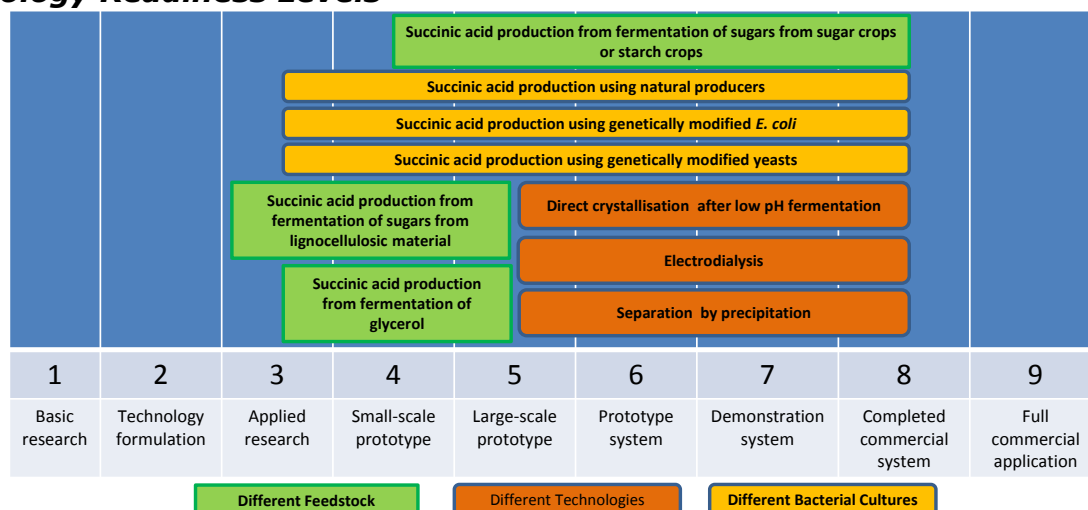 ology Readiness Levels
Succinic acid production from fermentation of sugars from sugar crops
or starch crops
Succinic acid production using natural producers
Succinic acid production using genetically modified E. coli
Succinic acid production using genetically modified yeasts
Succinic acid production from
fermentation of sugars from
lignocellulosic material
Direct crystallisation after low pH fermentation
Electrodialysis
Succinic acid production
from fermentation of
glycerol
Separation by precipitation
1 2 3 4 5 6 7 8 9
Basic
research
Technology
formulation
Applied
research
Small-scale
prototype
Large-scale
prototype
Prototype
system
Demonstration
system
Completed
commercial
system
Full
commercial
application
Different Feedstock
Different Technologies
Different Bacterial Cultures